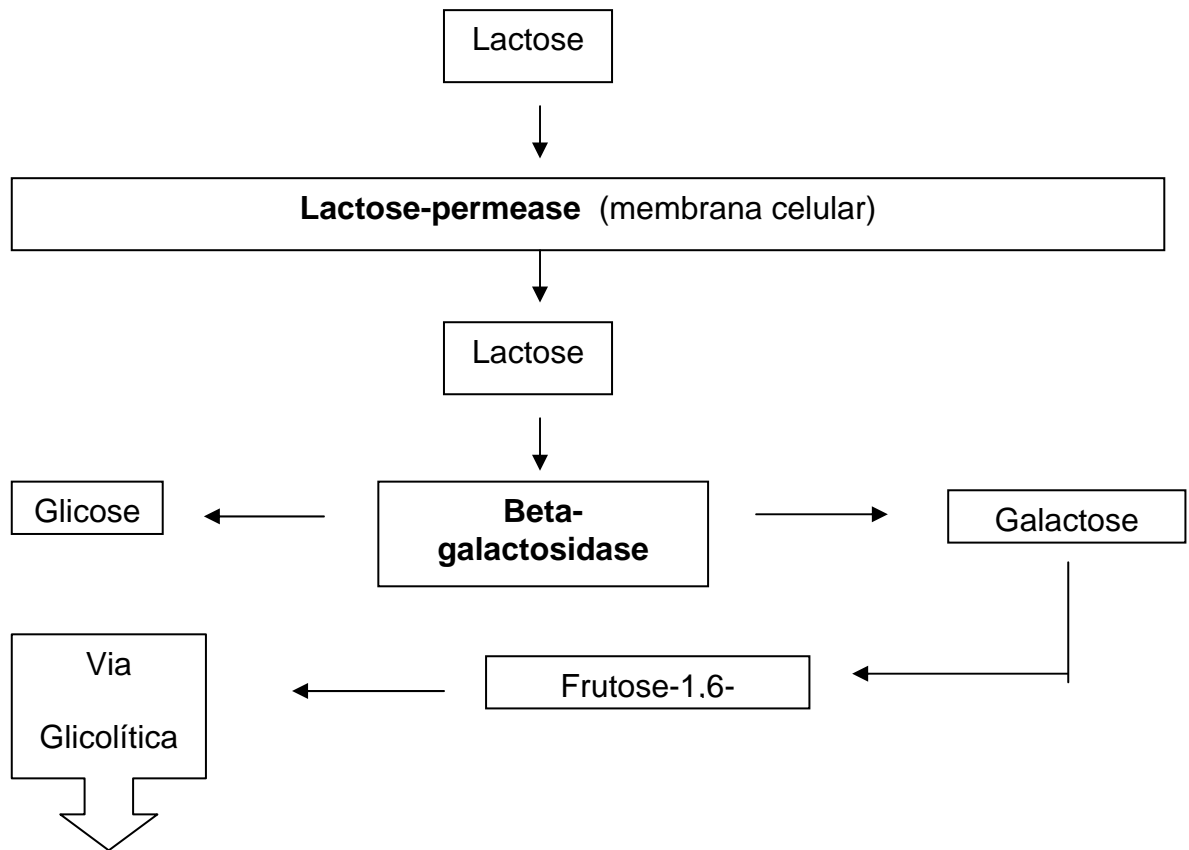 Lactose
Lactose-permease (membrana celular)
Lactose
Glicose
Beta-
galactosidase
Galactose
Via
Glicolítica
Frutose-1,6-